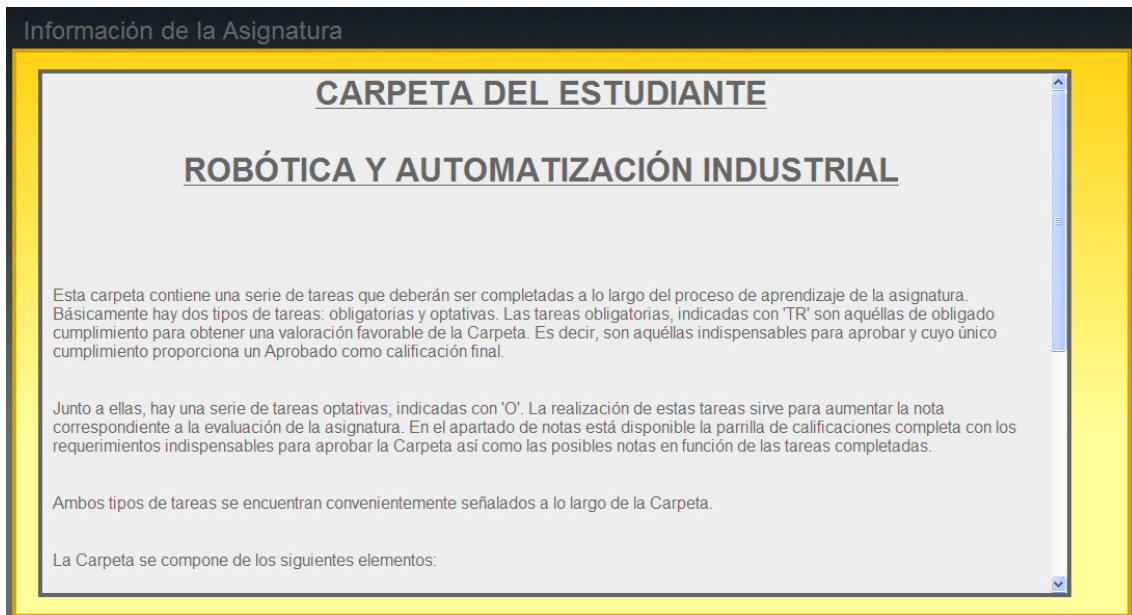 Información de la Asignatura
CARPETA DEL ESTUDIANTE
ROBÓTICA Y AUTOMATIZACIÓN INDUSTRIAL
Esta carpeta contiene una serie de tareas que deberán ser completadas a lo largo del proceso de aprendizaje de la asignatura.
Básicamente hay dos tipos de tareas: obligatorias y optativas. Las tareas obligatorias, indicadas con 'TR' son aquéllas de obligado
cumplimiento para obtener una valoración favorable de la Carpeta. Es decir, son aquéllas indispensables para aprobar y cuyo único
cumplimiento proporciona un Aprobado como calificación final.
Junto a ellas, hay una serie de tareas optativas, indicadas con 'O'. La realización de estas tareas sirve para aumentar la nota
correspondiente a la evaluación de la asignatura. En el apartado de notas está disponible la parrilla de calificaciones completa con los
requerimientos indispensables para aprobar la Carpeta así como las posibles notas en función de las tareas completadas.
Ambos tipos de tareas se encuentran convenientemente señalados a lo largo de la Carpeta.
La Carpeta se compone de los siguientes elementos: